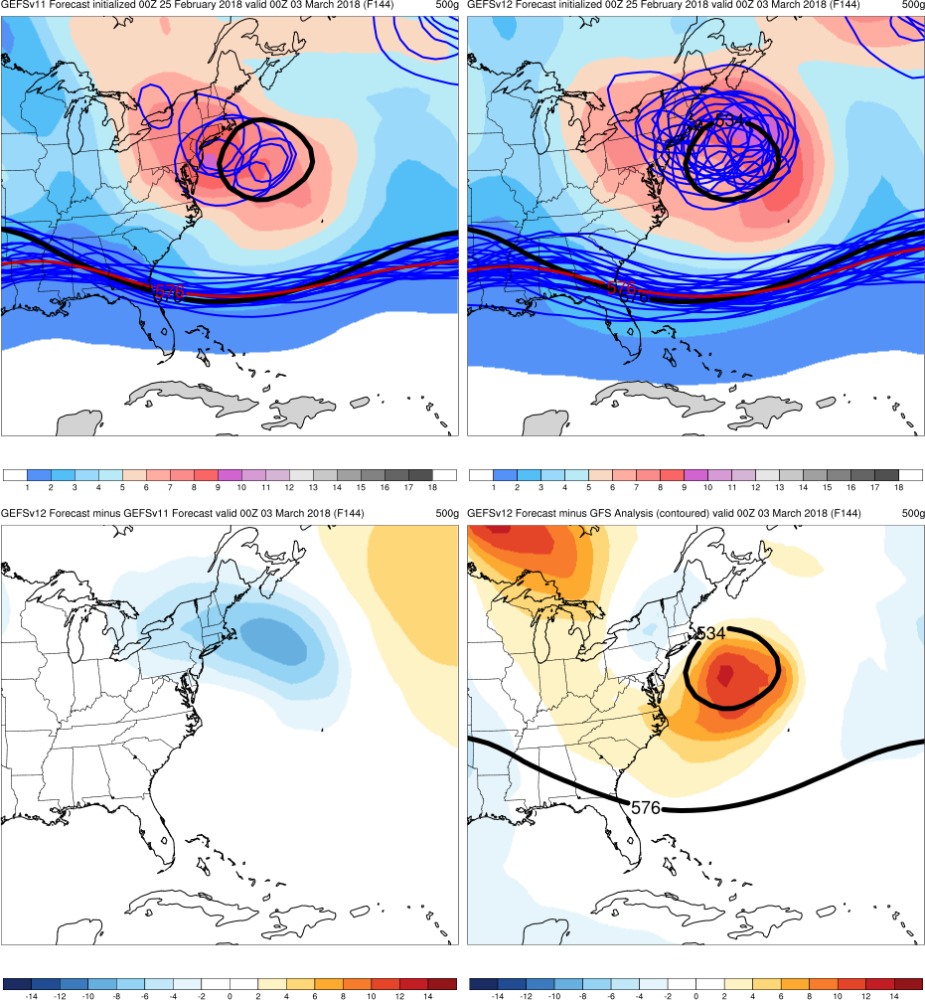 GEFSv11 Forecast initialized 00Z 25 February 2018 valid 00Z 03 March 2018 (F144) 500g
GEFSv12 Forecast initialized 00Z 25 February 2018 valid 00Z 03 March 2018 (F144) 500g
534
576
576
576
1 2 3 4 5 6 7 8 9 10 11 12 13 14 15 16 17 18
1 2 3 4 5 6 7 8 9 10 11 12 13 14 15 16 17 18
GEFSv12 Forecast minus GEFSv11 Forecast valid 00Z 03 March 2018 (F144) 500g
GEFSv12 Forecast minus GFS Analysis (contoured) valid 00Z 03 March 2018 (F144) 500g
534
576
-14 -12 -10 -8 -6 -4 -2 0 2 4 6 8 10 12 14
-14 -12 -10 -8 -6 -4 -2 0 2 4 6 8 10 12 14